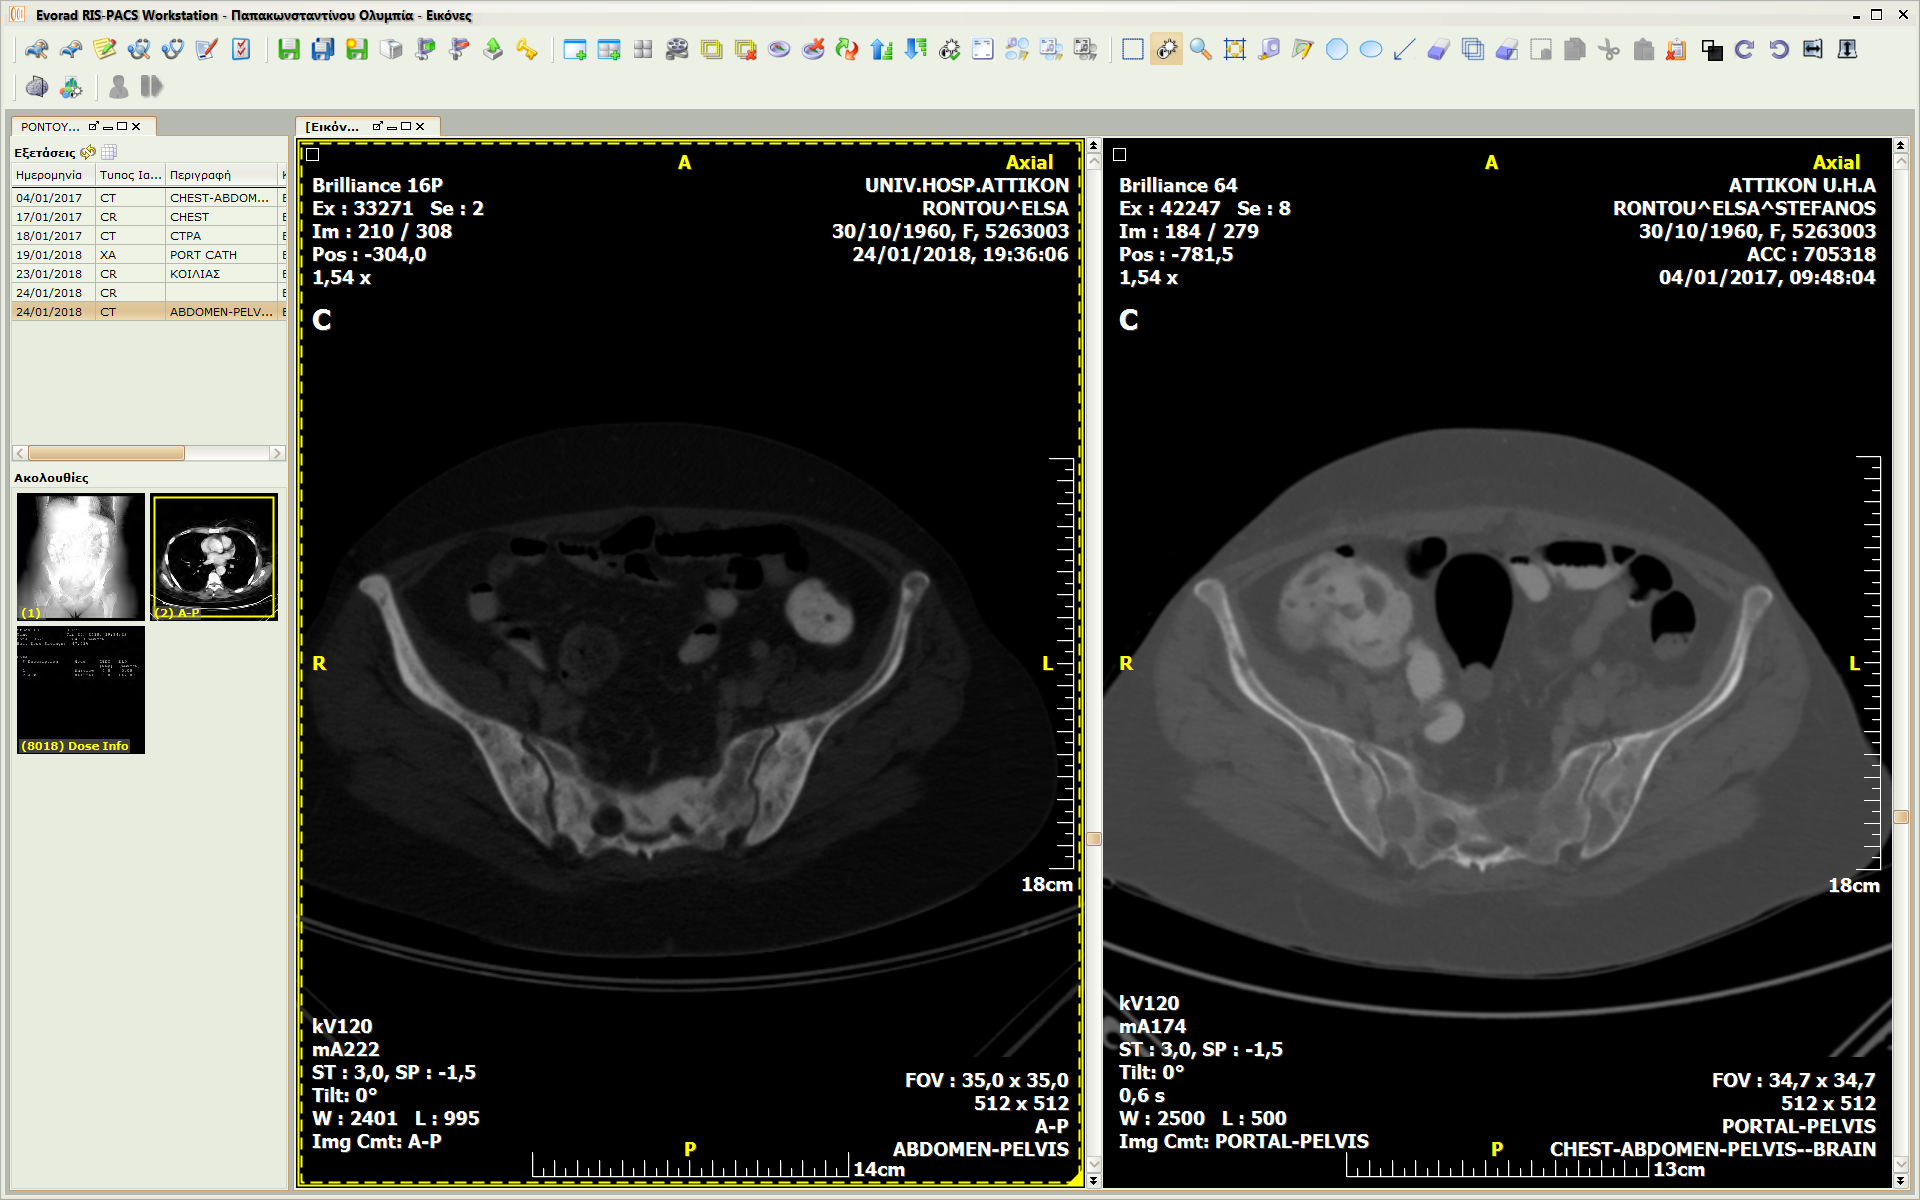 Evorad RIS-PACS Workstation - Παπακωνσταντίνου Ολυμπία - Εικόνες
ΡΟΝΤΟΥ...
Εξετάσεις
Ημερομηνία Τυπος Ια... Περιγραφή
04/01/2017 CT CHEST-ABDOM...
17/01/2017 CR CHEST
18/01/2017 CT CTPA
19/01/2018 XA PORT CATH
23/01/2018 CR ΚΟΙΛΙΑΣ
24/01/2018 CR
24/01/2018 CT ABDOMEN-PELV...
Ακολουθίες
(1)
(2) A-P
(8018) Dose Info
[Εικόν...
A
Axial
Brilliance 16P
Ex : 33271 Se : 2
Im : 210 / 308
Pos : -304,0
1,54 x
C
UNIV.HOSP.ATTIKON
RONTOU^ELSA
30/10/1960, F, 5263003
24/01/2018, 19:36:06
R
L
18cm
kV120
mA222
ST : 3,0, SP : -1,5
Tilt: 0°
W : 2401 L : 995
Img Cmt: A-P
FOV : 35,0 x 35,0
512 x 512
A-P
ABDOMEN-PELVIS
P
14cm
A
Axial
Brilliance 64
Ex : 42247 Se : 8
Im : 184 / 279
Pos : -781,5
1,54 x
C
ATTIKON U.H.A
RONTOU^ELSA^STEFANOS
30/10/1960, F, 5263003
ACC : 705318
04/01/2017, 09:48:04
R
L
18cm
kV120
mA174
ST : 3,0, SP : -1,5
Tilt: 0°
0,6 s
W : 2500 L : 500
Img Cmt: PORTAL-PELVIS
FOV : 34,7 x 34,7
512 x 512
PORTAL-PELVIS
CHEST-ABDOMEN-PELVIS--BRAIN
P
13cm